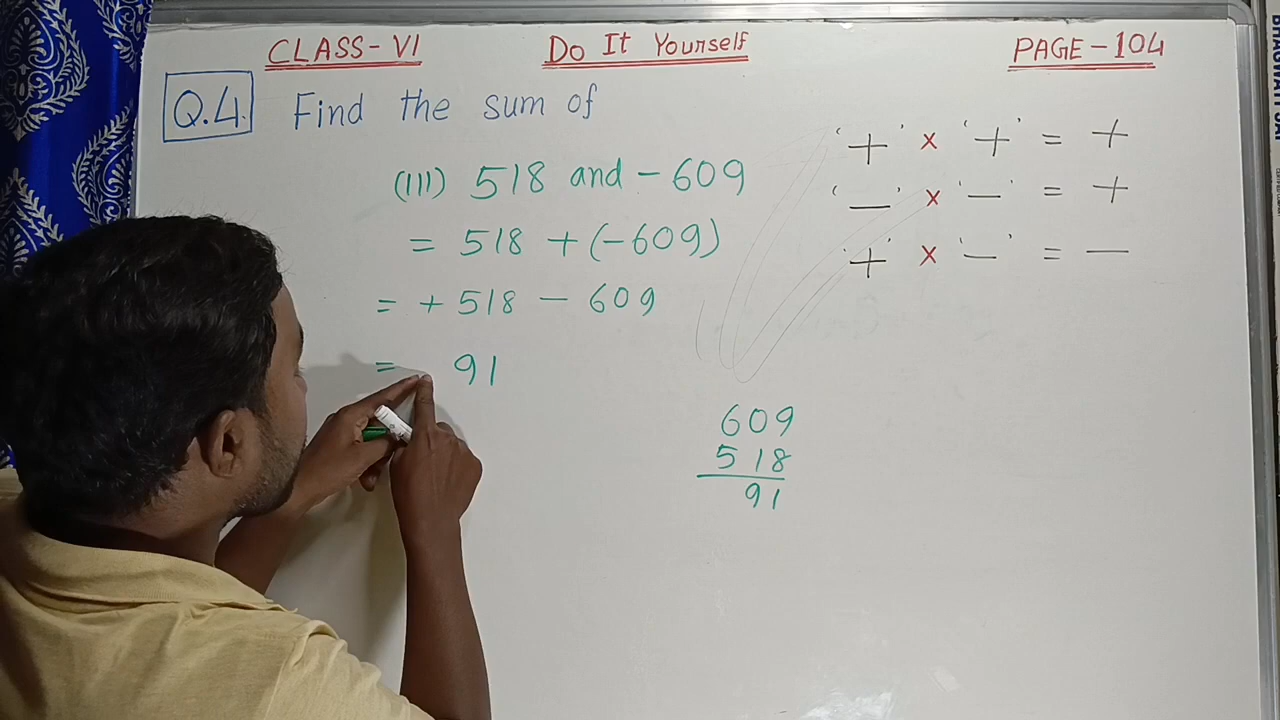 CLASS-VI Do It Yourself PAGE-104
Q.4. Find the sum of
(III) 518 and -609
= 518 + (-609)
= + 518 - 609
= 91
'+' × '+' = +
'-' × '-' = +
'+' × '-' = -
609
518
91